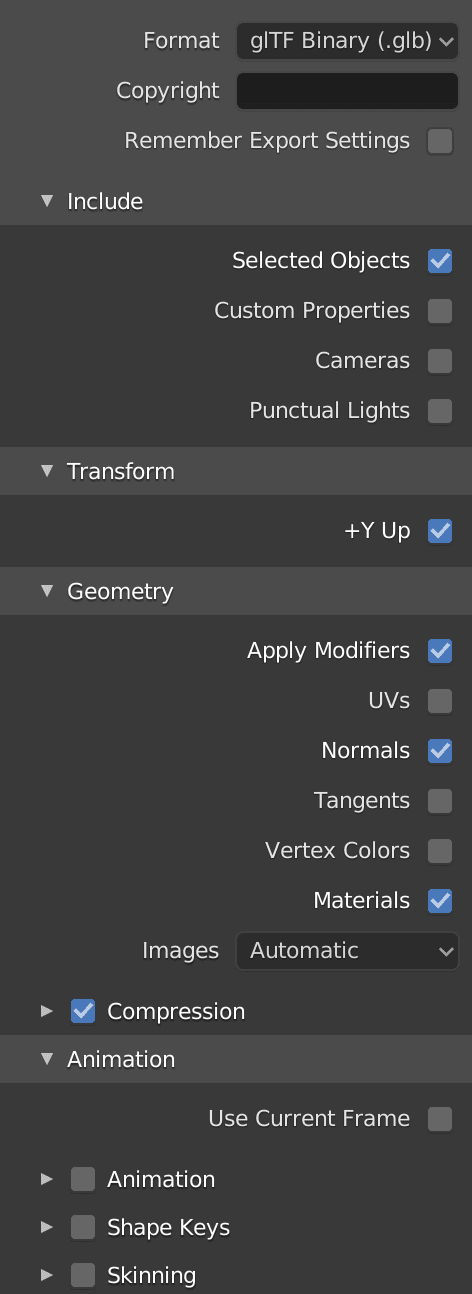 Format glTF Binary (.glb)
Copyright
Remember Export Settings
Include
Selected Objects
Custom Properties
Cameras
Punctual Lights
Transform
+Y Up
Geometry
Apply Modifiers
UVs
Normals
Tangents
Vertex Colors
Materials
Images Automatic
Compression
Animation
Use Current Frame
Animation
Shape Keys
Skinning